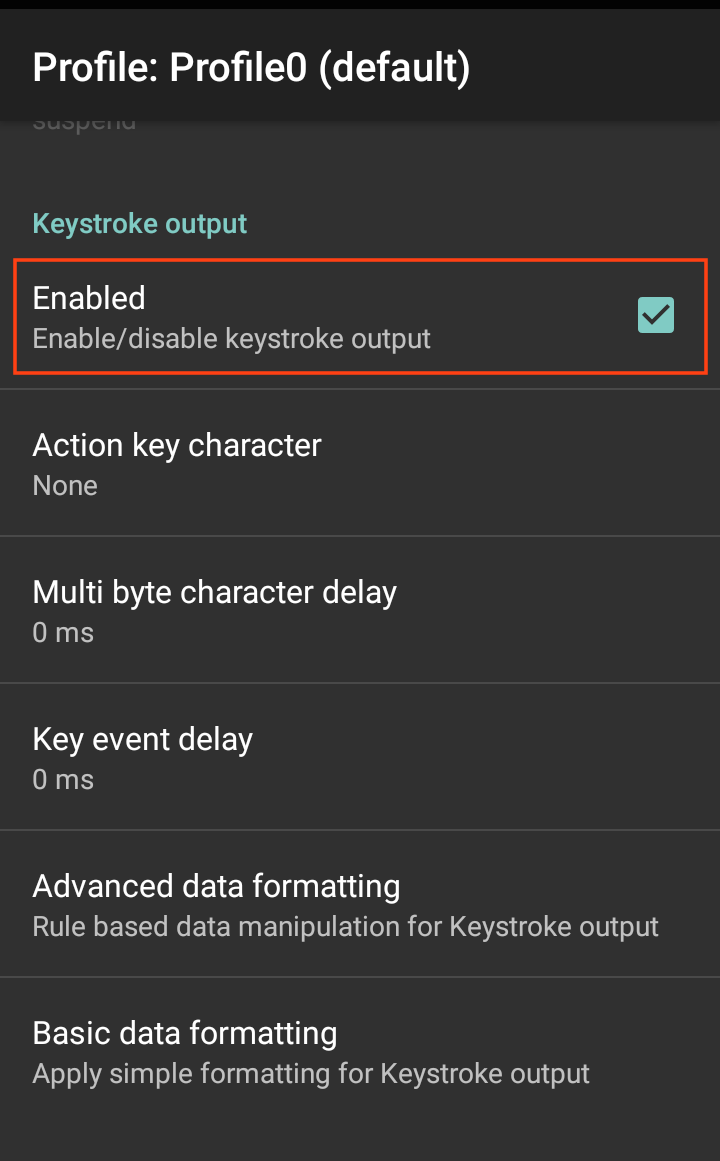 Profile: Profile0 (default)
suspend
Keystroke output
Enabled
Enable/disable keystroke output
Action key character
None
Multi byte character delay
0 ms
Key event delay
0 ms
Advanced data formatting
Rule based data manipulation for Keystroke output
Basic data formatting
Apply simple formatting for Keystroke output